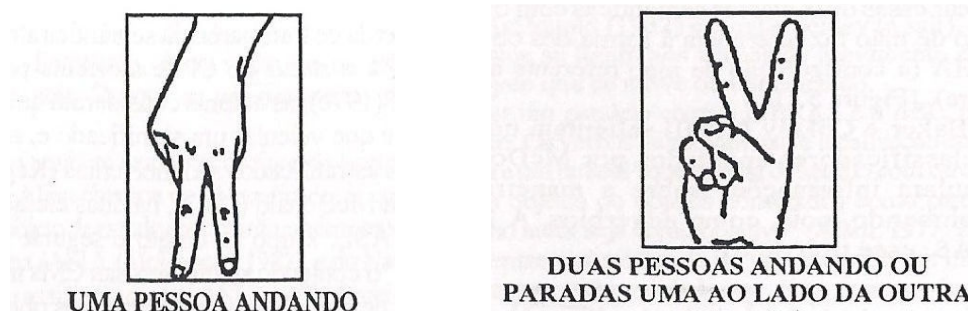 UMA PESSOA ANDANDO
DUAS PESSOAS ANDANDO OU
PARADAS UMA AO LADO DA OUTRA